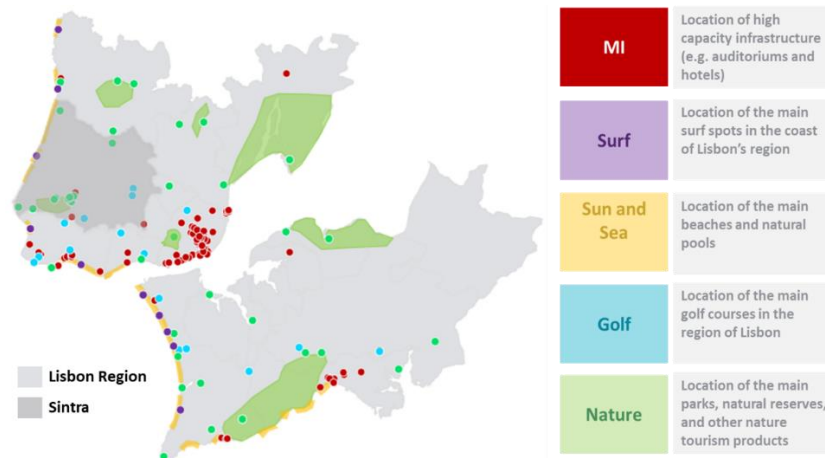 MI
Location of high
capacity infrastructure
(e.g. auditoriums and
hotels)
Surf
Location of the main
surf spots in the coast
of Lisbon's region
Sun and
Sea
Location of the main
beaches and natural
pools
Golf
Location of the main
golf courses in the
region of Lisbon
Nature
Location of the main
parks, natural reserves,
and other nature
tourism products
Lisbon Region
Sintra